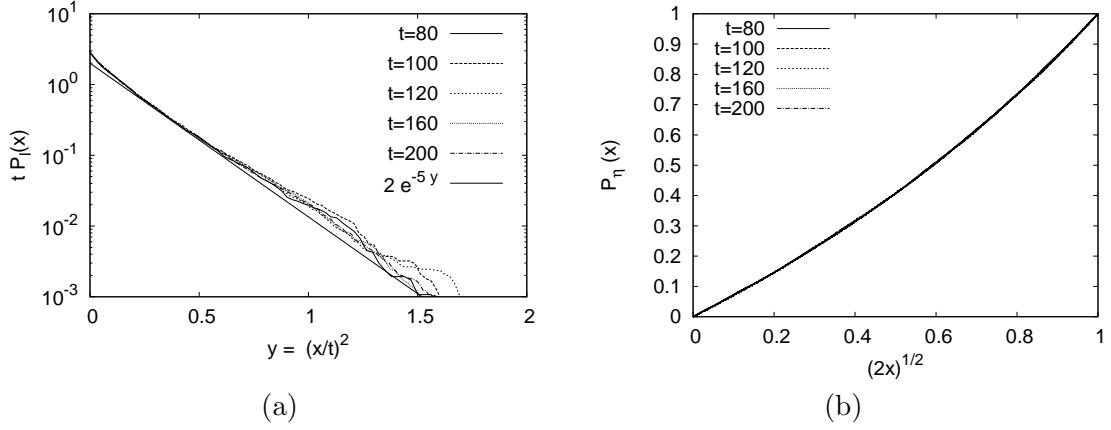 10^1
10^0
10^-1
10^-2
10^-3
t P_l(x)
0 0.5 1 1.5 2
y = (x/t)^2
t=80
t=100
t=120
t=160
t=200
2 e^-5 y
(a)
1
0.9
0.8
0.7
0.6
0.5
0.4
0.3
0.2
0.1
0
P_η (x)
0 0.2 0.4 0.6 0.8 1
(2x)^1/2
t=80
t=100
t=120
t=160
t=200
(b)